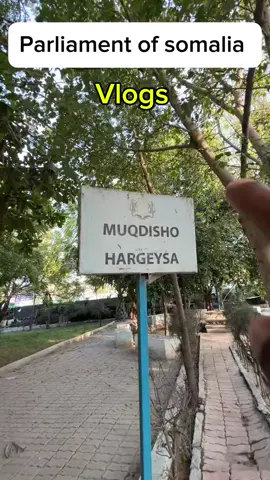 Parliament of somalia
Vlogs
MUQDISHO
HARGEYSA